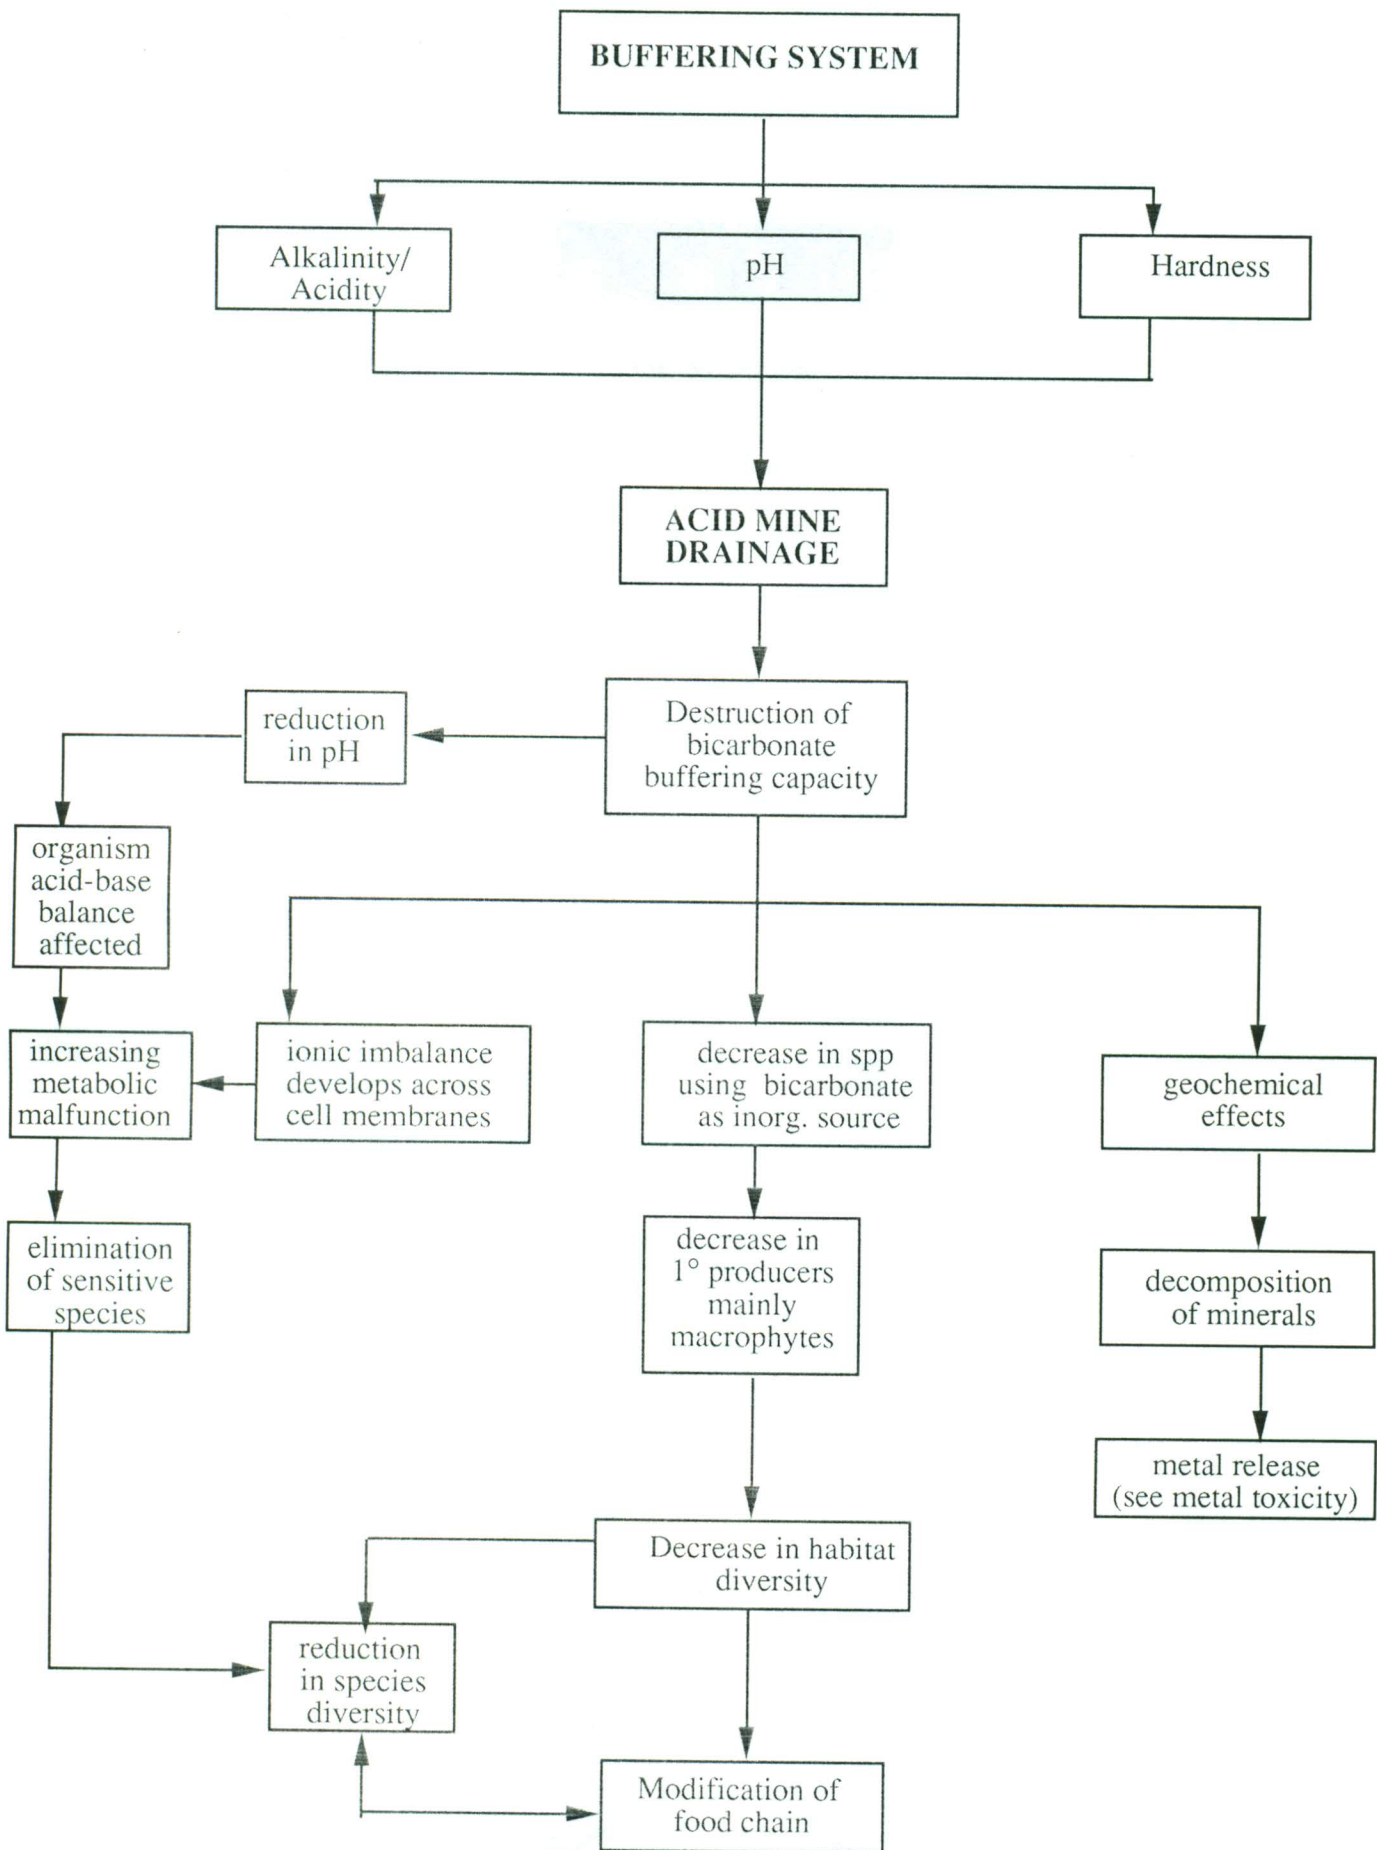 BUFFERING SYSTEM
Alkalinity/
Acidity
pH
Hardness
ACID MINE
DRAINAGE
reduction
in pH
Destruction of
bicarbonate
buffering capacity
organism
acid-base
balance
affected
increasing
metabolic
malfunction
ionic imbalance
develops across
cell membranes
decrease in spp
using bicarbonate
as inorg. source
geochemical
effects
elimination
of sensitive
species
decrease in
1° producers
mainly
macrophytes
decomposition
of minerals
metal release
(see metal toxicity)
Decrease in habitat
diversity
reduction
in species
diversity
Modification of
food chain